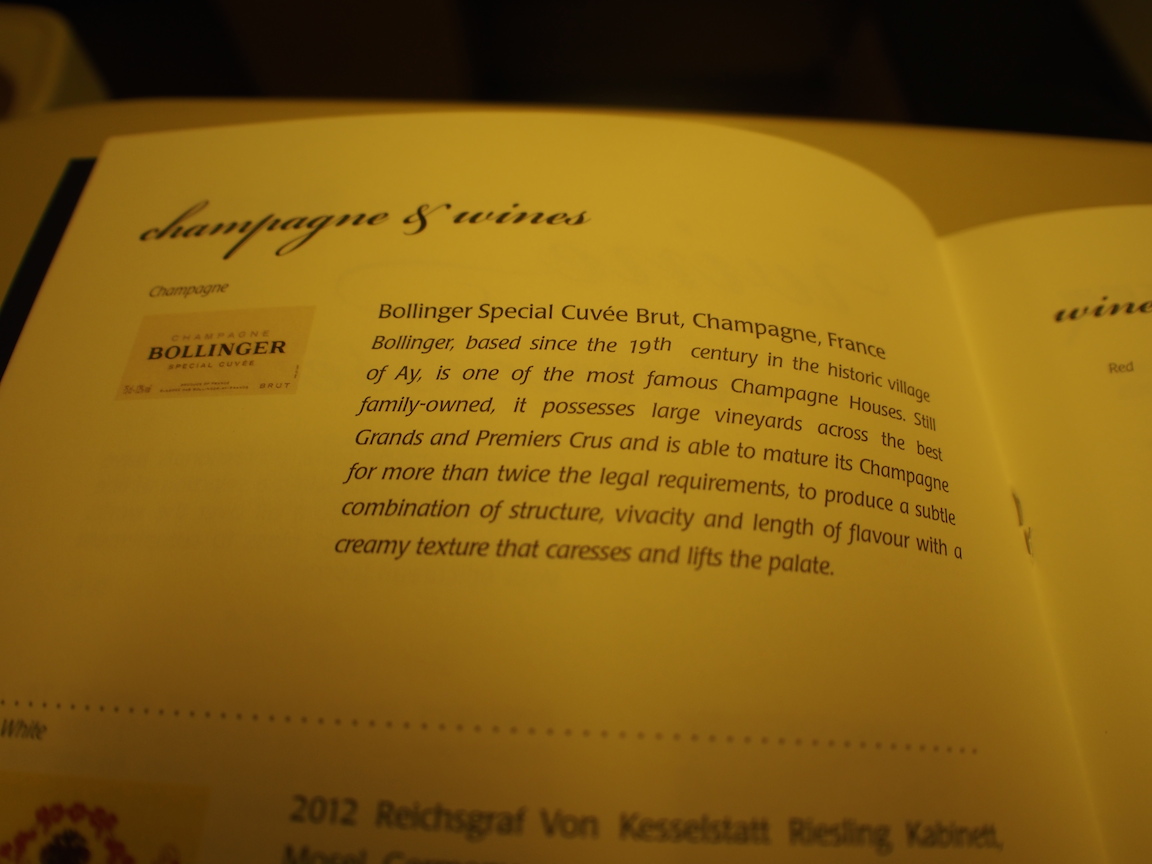 champagne & wines
Champagne
CHAMPAGNE
BOLLINGER
SPECIAL CUVÉE
BRUT
Bollinger Special Cuvée Brut, Champagne, France
Bollinger, based since the 19th century in the historic village
of Ay, is one of the most famous Champagne Houses. Still
family-owned, it possesses large vineyards across the best
Grands and Premiers Crus and is able to mature its Champagne
for more than twice the legal requirements, to produce a subtle
combination of structure, vivacity and length of flavour with a
creamy texture that caresses and lifts the palate.
White
2012 Reichsgraf Von Kesselstatt Riesling Kabinett,
Mosel
wine
Red